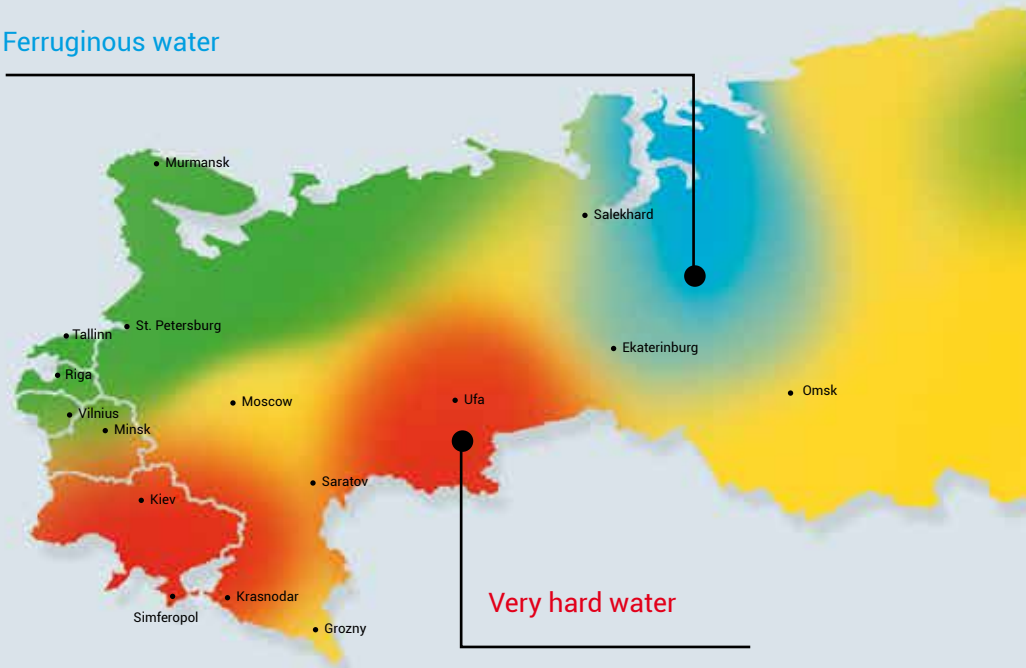 Ferruginous water
Murmansk
Salekhard
St. Petersburg
Tallinn
Ekaterinburg
Riga
Omsk
Moscow
Ufa
Vilnius
Minsk
Saratov
Kiev
Krasnodar
Very hard water
Simferopol
Grozny